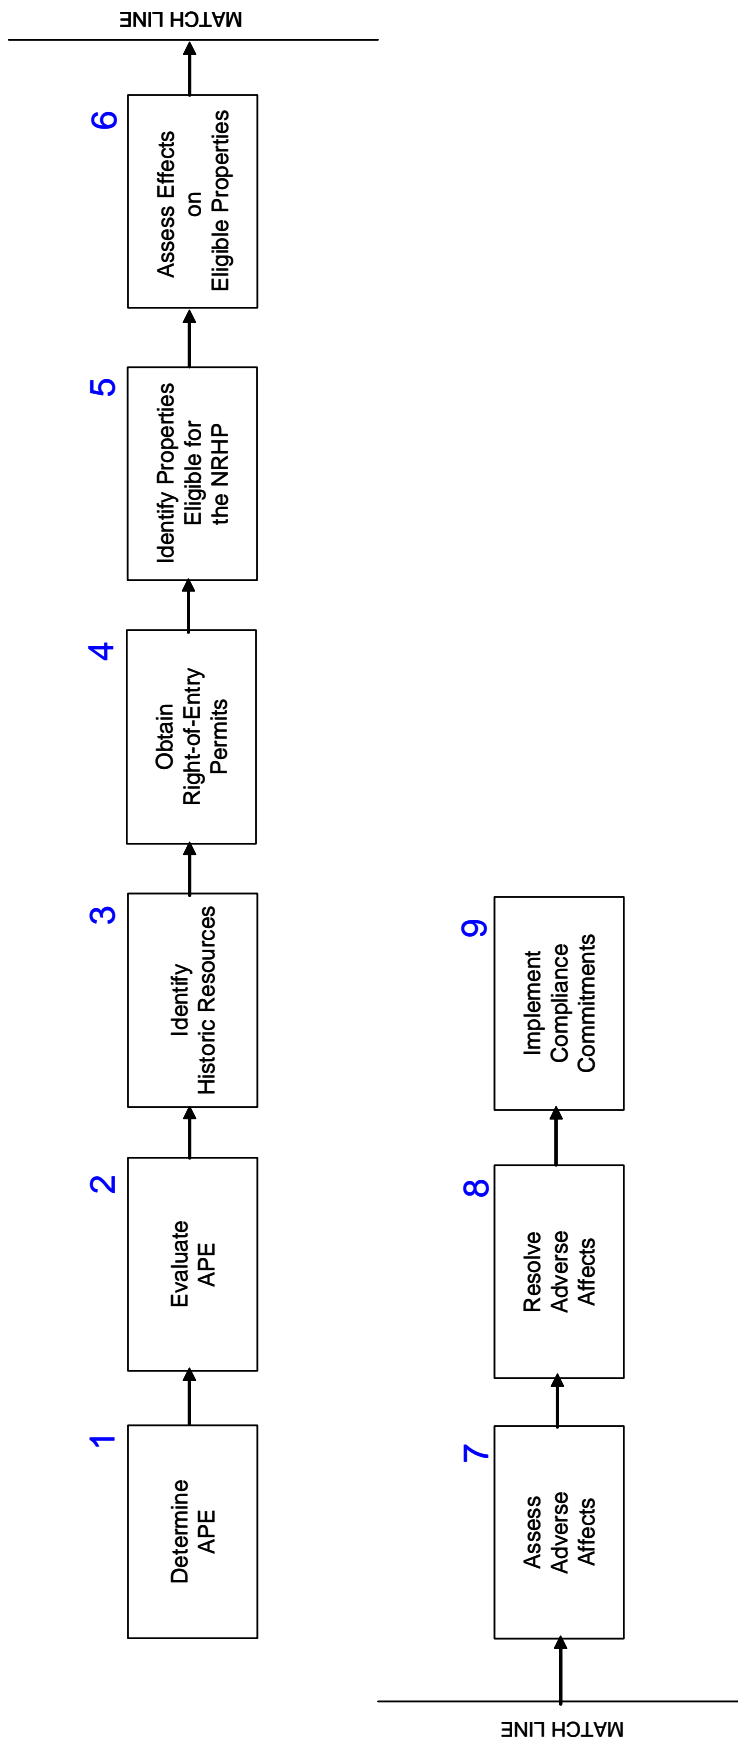 1
Determine
APE
2
Evaluate
APE
3
Identify
Historic Resources
4
Obtain
Right-of-Entry
Permits
5
Identify Properties
Eligible for
the NRHP
6
Assess Effects
on
Eligible Properties
MATCH LINE
MATCH LINE
7
Assess
Adverse
Affects
8
Resolve
Adverse
Affects
9
Implement
Compliance
Commitments